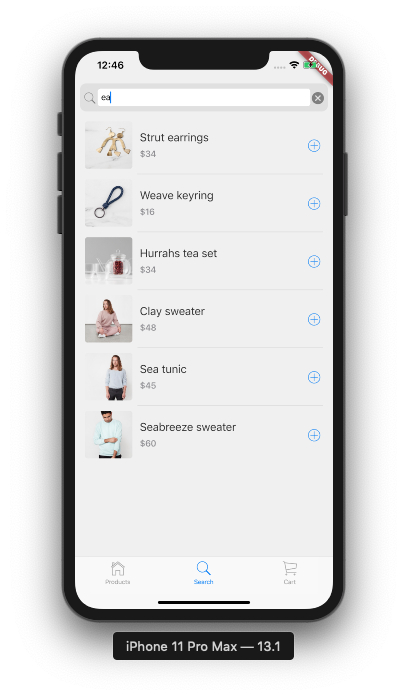 12:46
DEBUG
ea
Strut earrings
$34
Weave keyring
$16
Hurrahs tea set
$34
Clay sweater
$48
Sea tunic
$45
Seabreeze sweater
$60
Products
Search
Cart
iPhone 11 Pro Max — 13.1